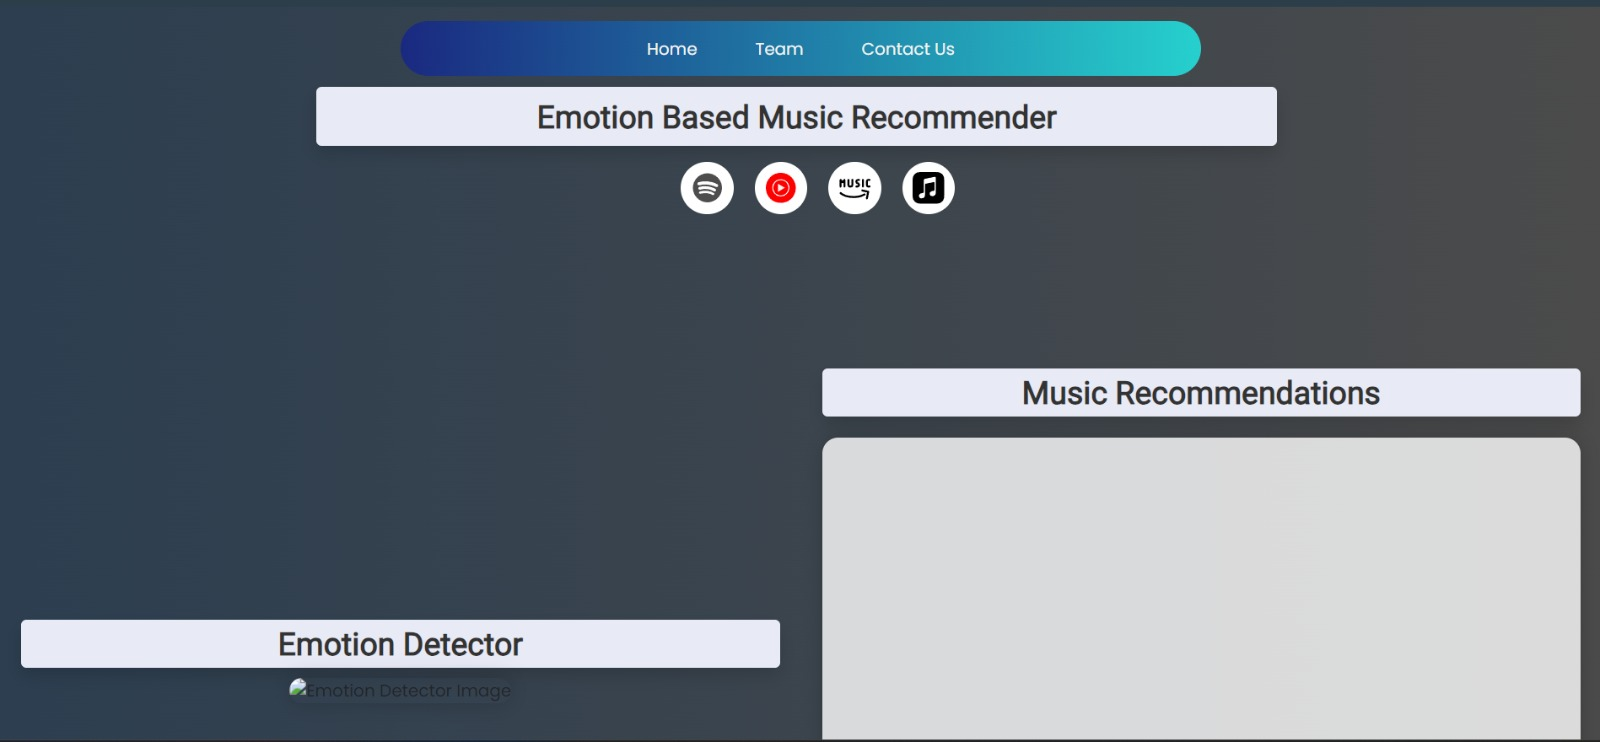 Home Team Contact Us
Emotion Based Music Recommender
MUSIC
Music Recommendations
Emotion Detector
Emotion Detector Image